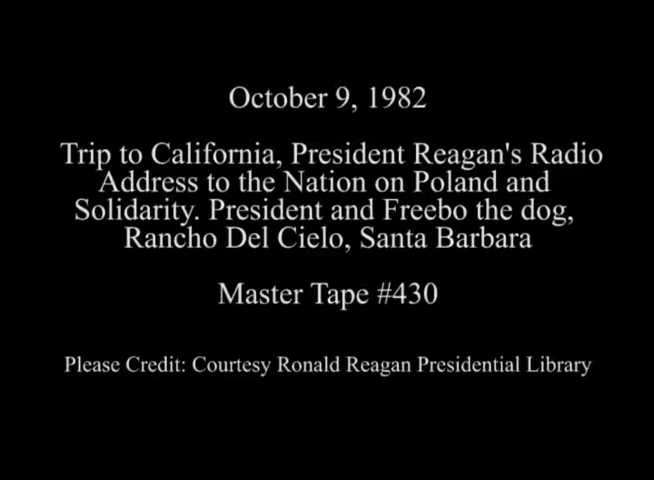 October 9, 1982
Trip to California, President Reagan's Radio
Address to the Nation on Poland and
Solidarity. President and Freebo the dog,
Rancho Del Cielo, Santa Barbara
Master Tape #430
Please Credit: Courtesy Ronald Reagan Presidential Library